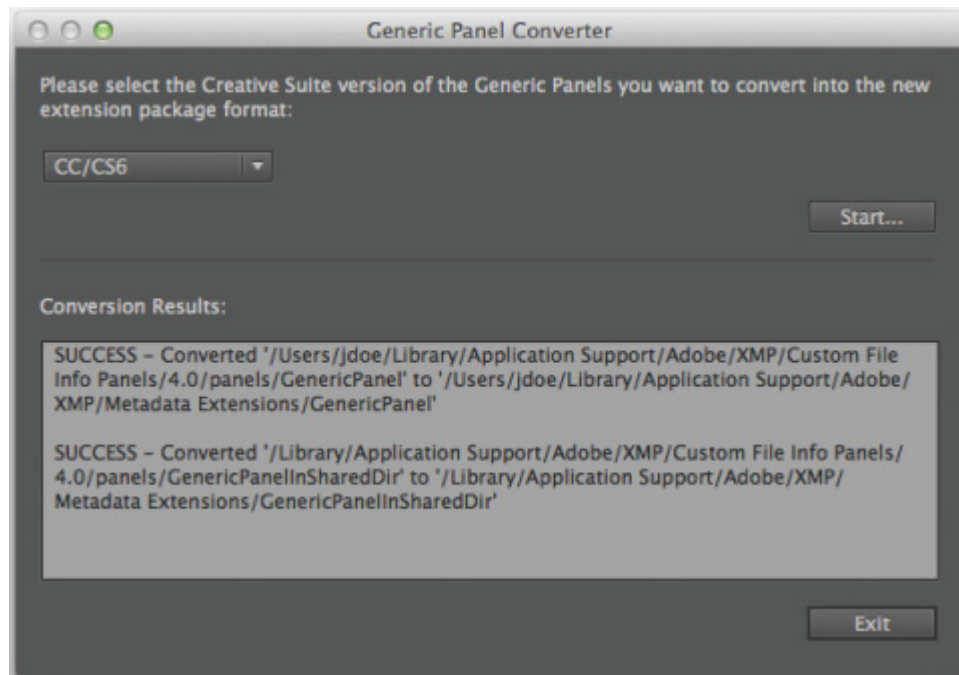 Generic Panel Converter
Please select the Creative Suite version of the Generic Panels you want to convert into the new
extension package format:
CC/CS6
Start...
Conversion Results:
SUCCESS – Converted '/Users/jdoe/Library/Application Support/Adobe/XMP/Custom File
Info Panels/4.0/panels/GenericPanel' to '/Users/jdoe/Library/Application Support/Adobe/
XMP/Metadata Extensions/GenericPanel'
SUCCESS – Converted '/Library/Application Support/Adobe/XMP/Custom File Info Panels/
4.0/panels/GenericPanelInSharedDir' to '/Library/Application Support/Adobe/XMP/
Metadata Extensions/GenericPanelInSharedDir'
Exit